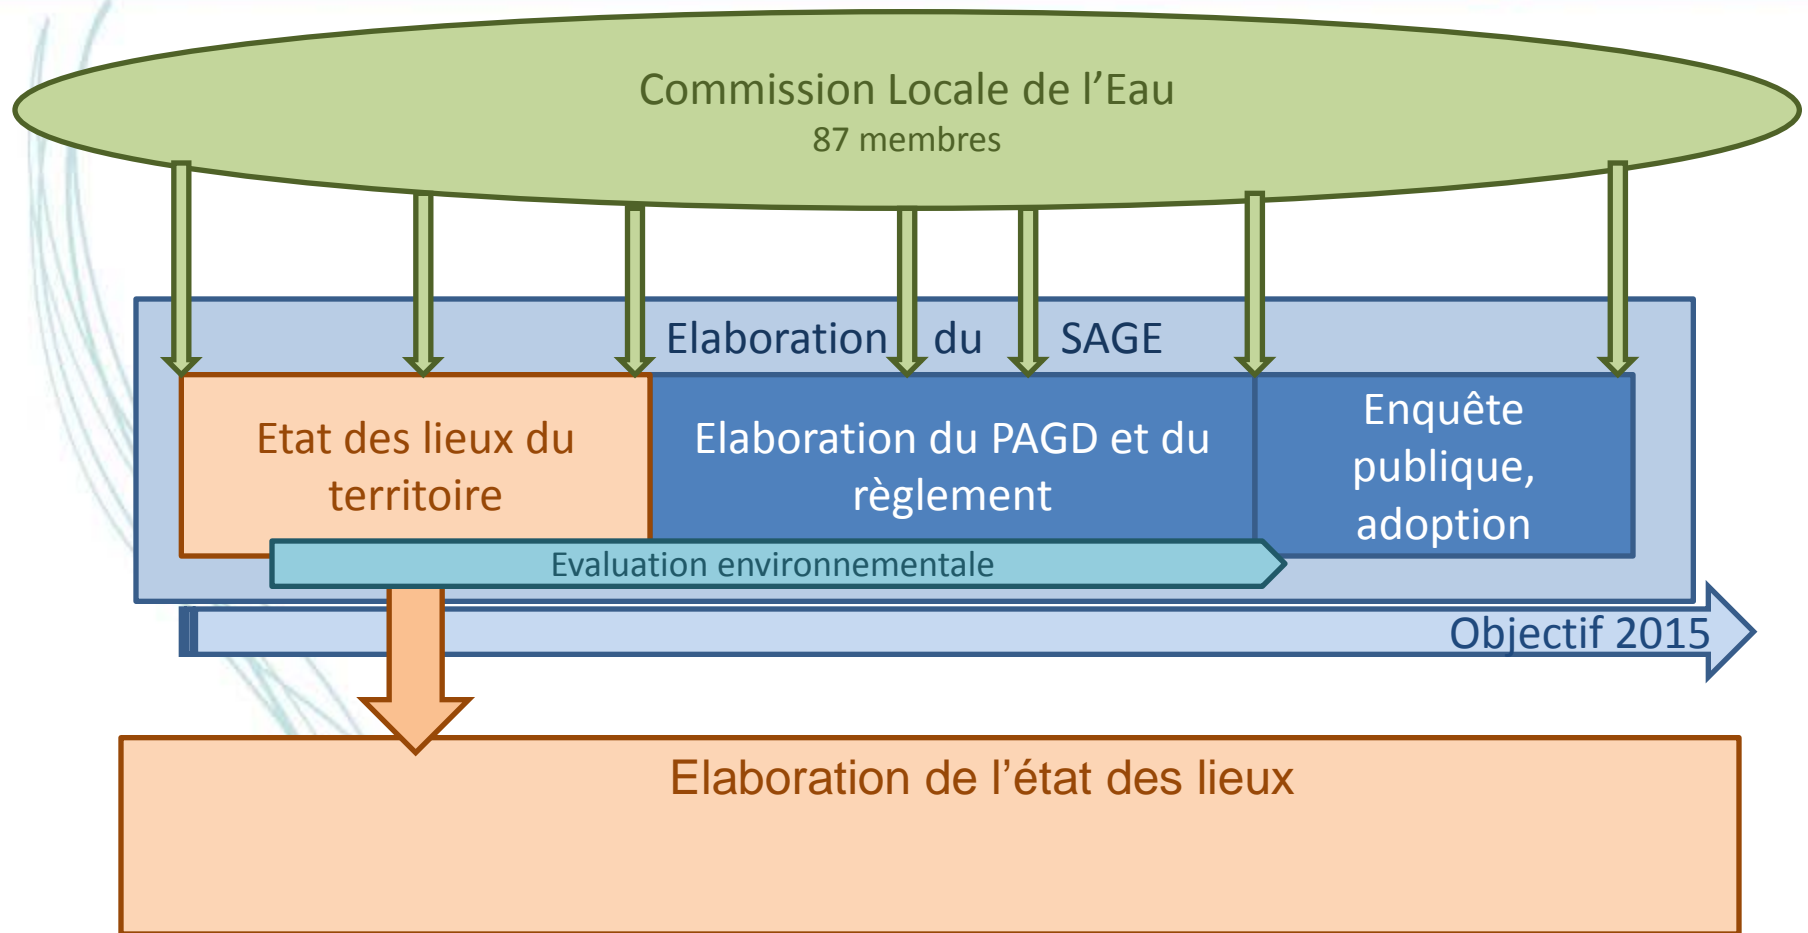 Commission Locale de l’Eau
87 membres
Elaboration du SAGE
Etat des lieux du
territoire
Elaboration du PAGD et du
règlement
Enquête
publique,
adoption
Evaluation environnementale
Objectif 2015
Elaboration de l’état des lieux